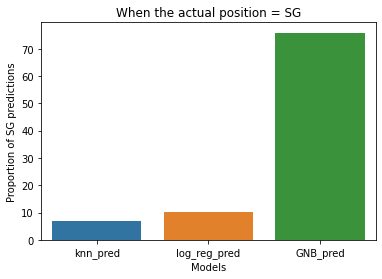 When the actual position = SG
Proportion of SG predictions
70
60
50
40
30
20
10
0
knn_pred
log_reg_pred
GNB_pred
Models